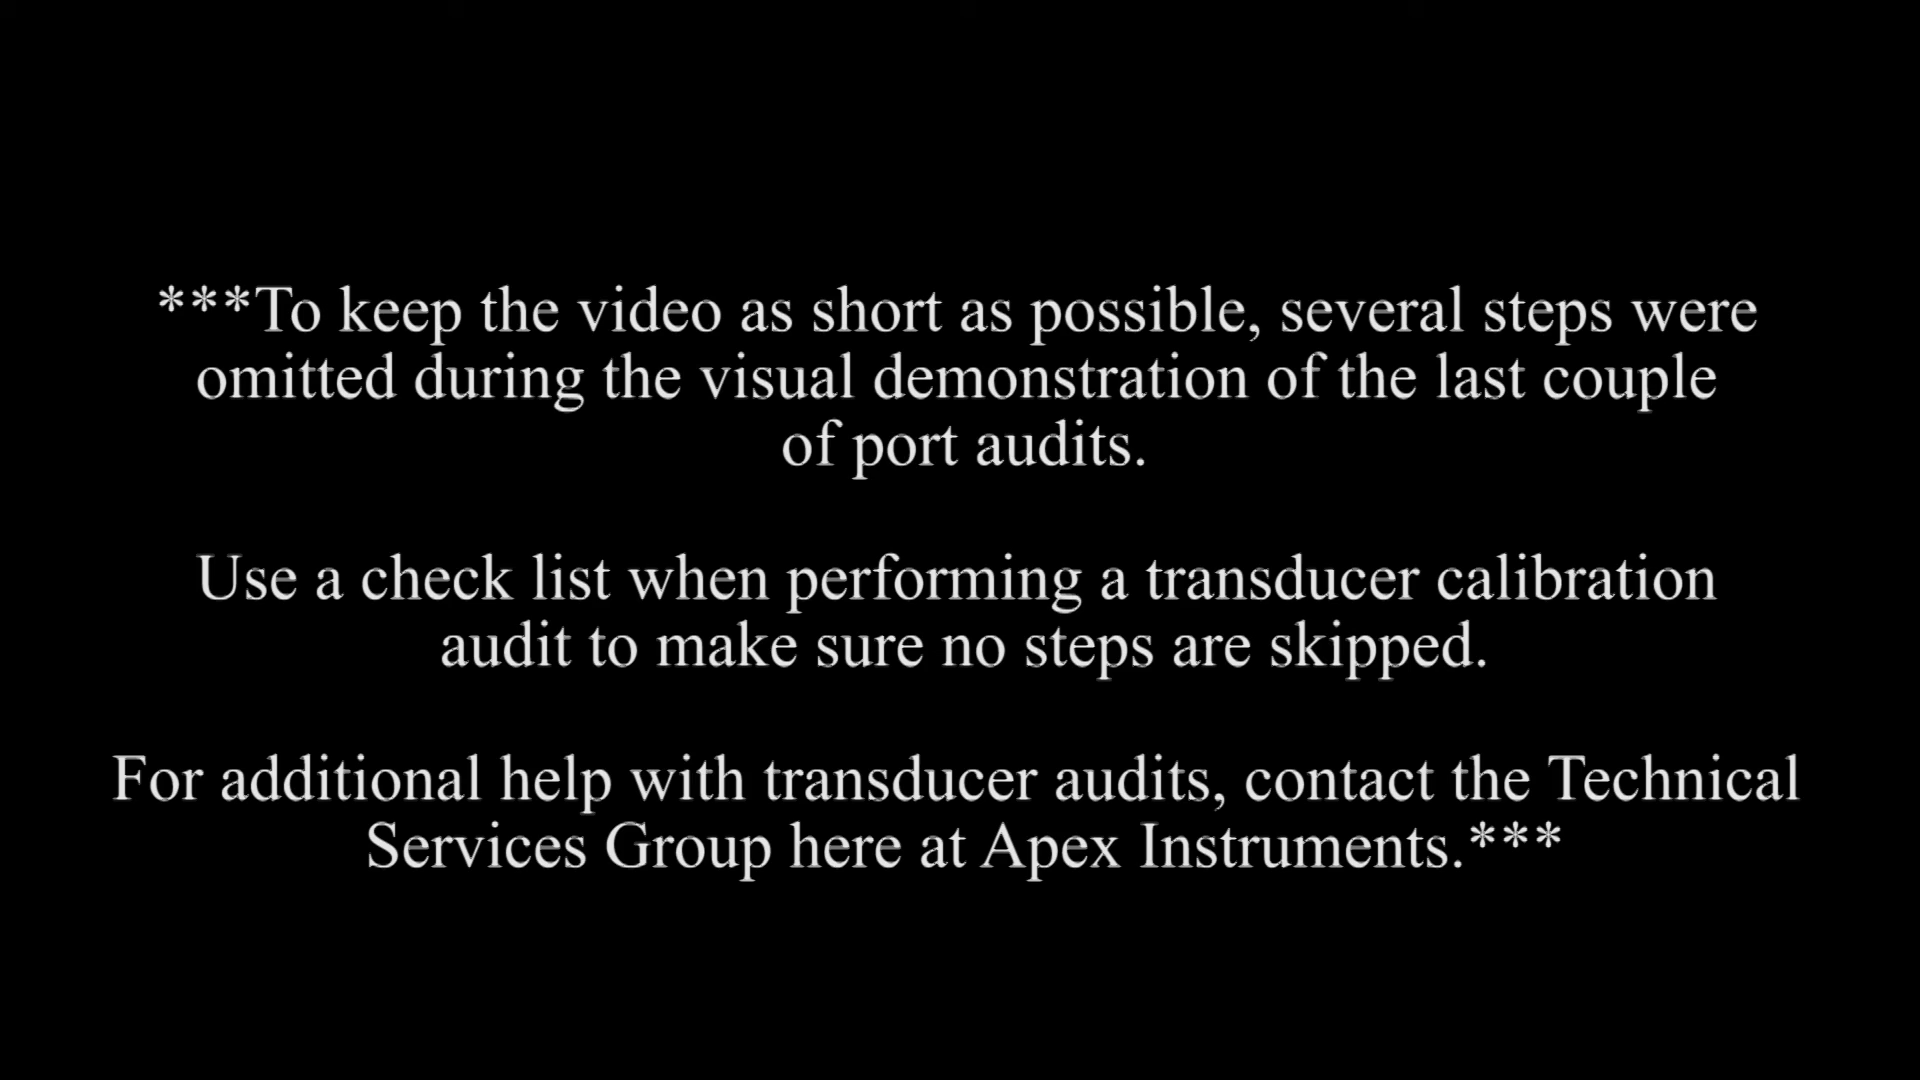 ***To keep the video as short as possible, several steps were
omitted during the visual demonstration of the last couple
of port audits.
Use a check list when performing a transducer calibration
audit to make sure no steps are skipped.
For additional help with transducer audits, contact the Technical
Services Group here at Apex Instruments.***